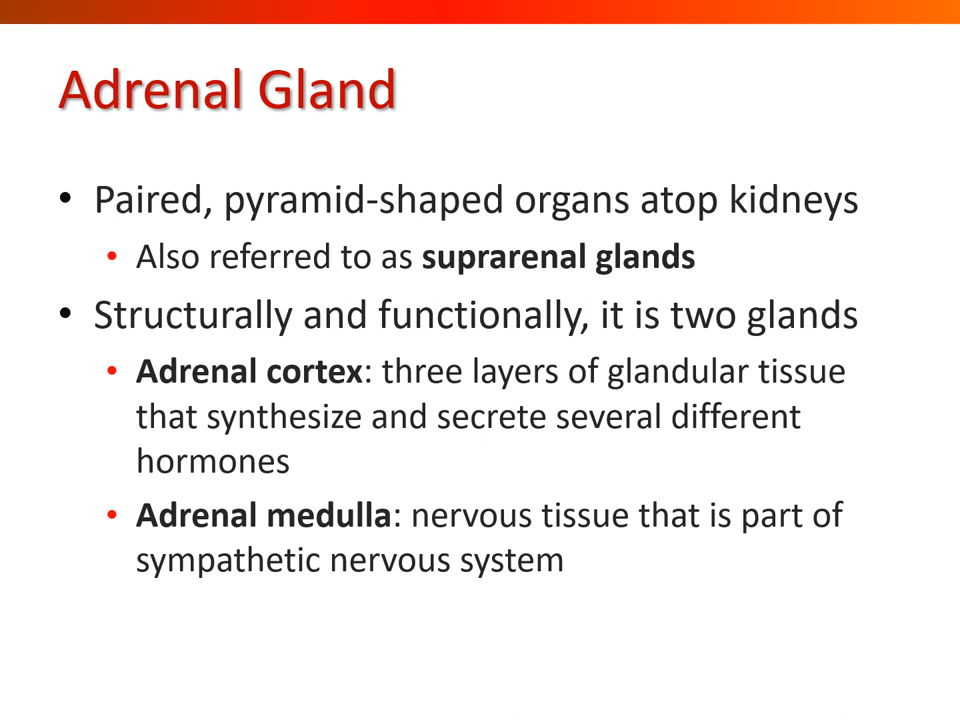 Adrenal Gland
• Paired, pyramid-shaped organs atop kidneys
• Also referred to as suprarenal glands
• Structurally and functionally, it is two glands
• Adrenal cortex: three layers of glandular tissue
that synthesize and secrete several different
hormones
• Adrenal medulla: nervous tissue that is part of
sympathetic nervous system